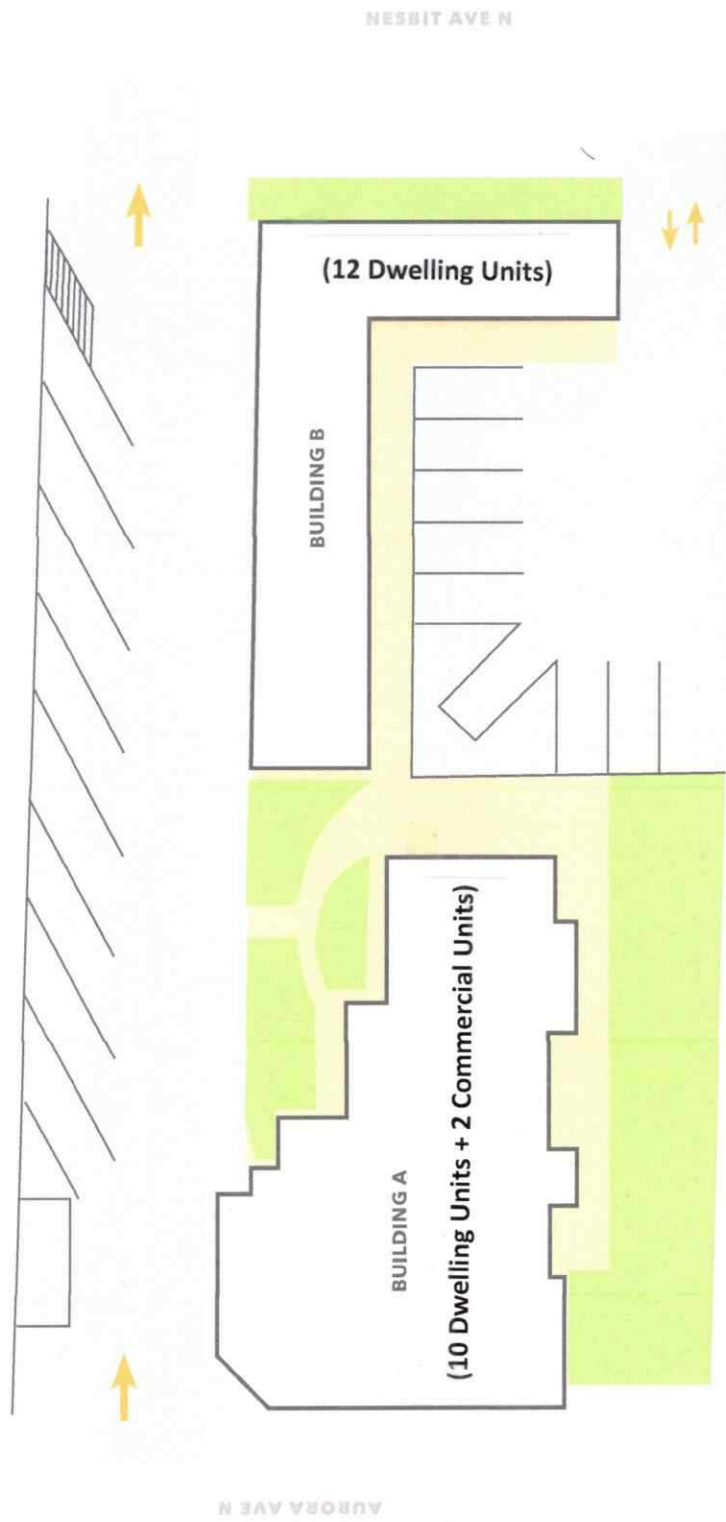 NESBIT AVE N
(12 Dwelling Units)
BUILDING B
BUILDING A
(10 Dwelling Units + 2 Commercial Units)
AURORA AVE N